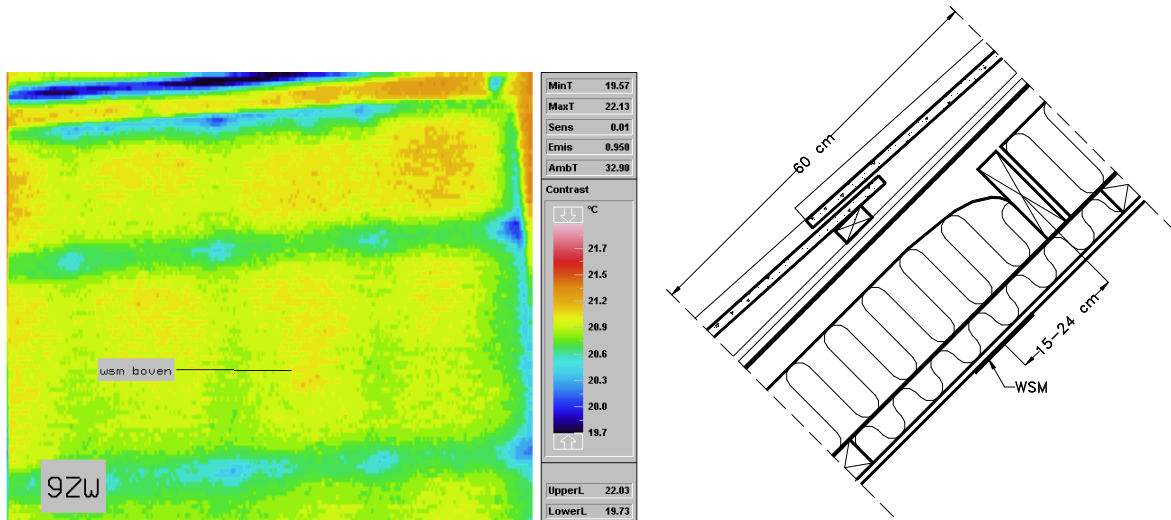 MinT 19.57
MaxT 22.13
Sens 0.01
Emis 0.950
AmbT 32.90
Contrast
°C
21.7
21.5
21.2
20.9
20.6
20.3
20.0
19.7
UpperL 22.03
LowerL 19.73
wsm boven
9ZW
60 cm
15-24 cm
WSM